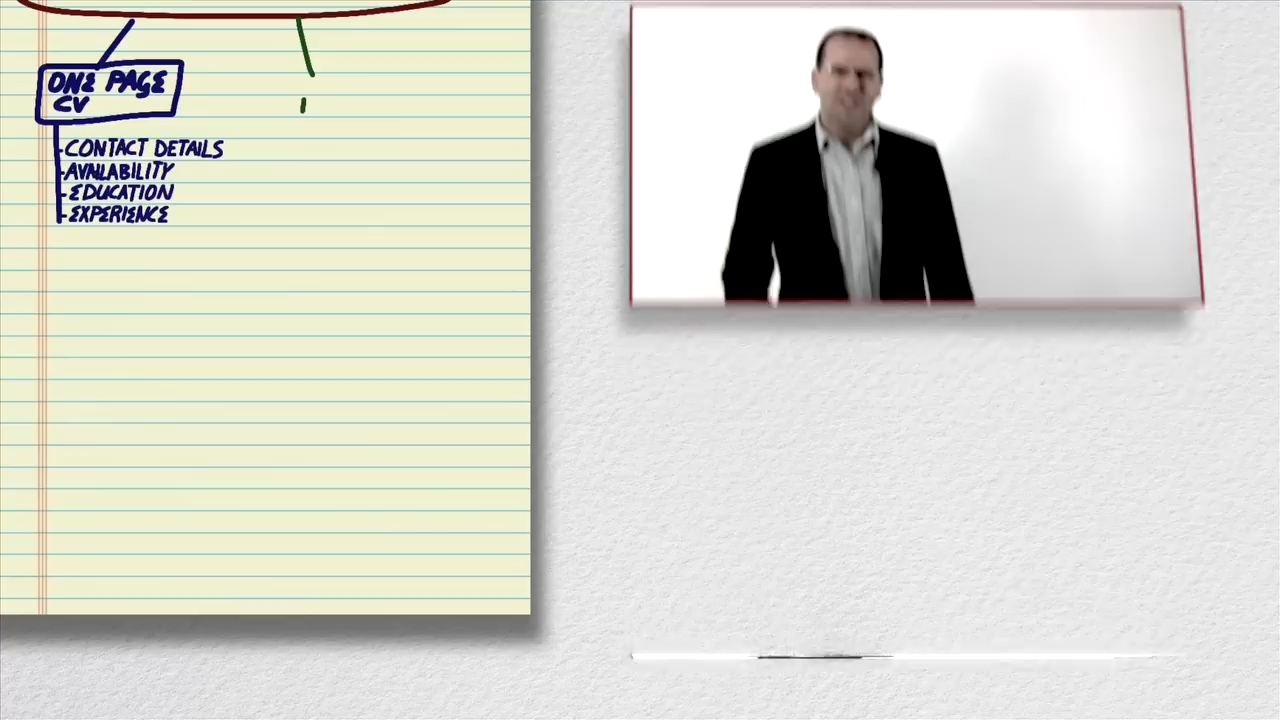 ONE PAGE
CV
-CONTACT DETAILS
-AVAILABILITY
-EDUCATION
-EXPERIENCE